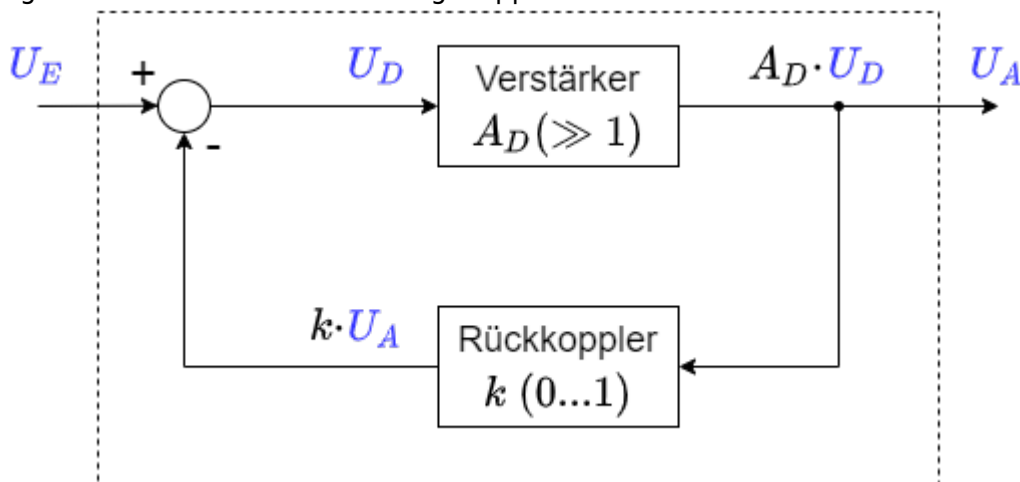 U_E
+
-
U_D
Verstärker
A_D(≫ 1)
A_D·U_D
U_A
k·U_A
Rückkoppler
k (0...1)